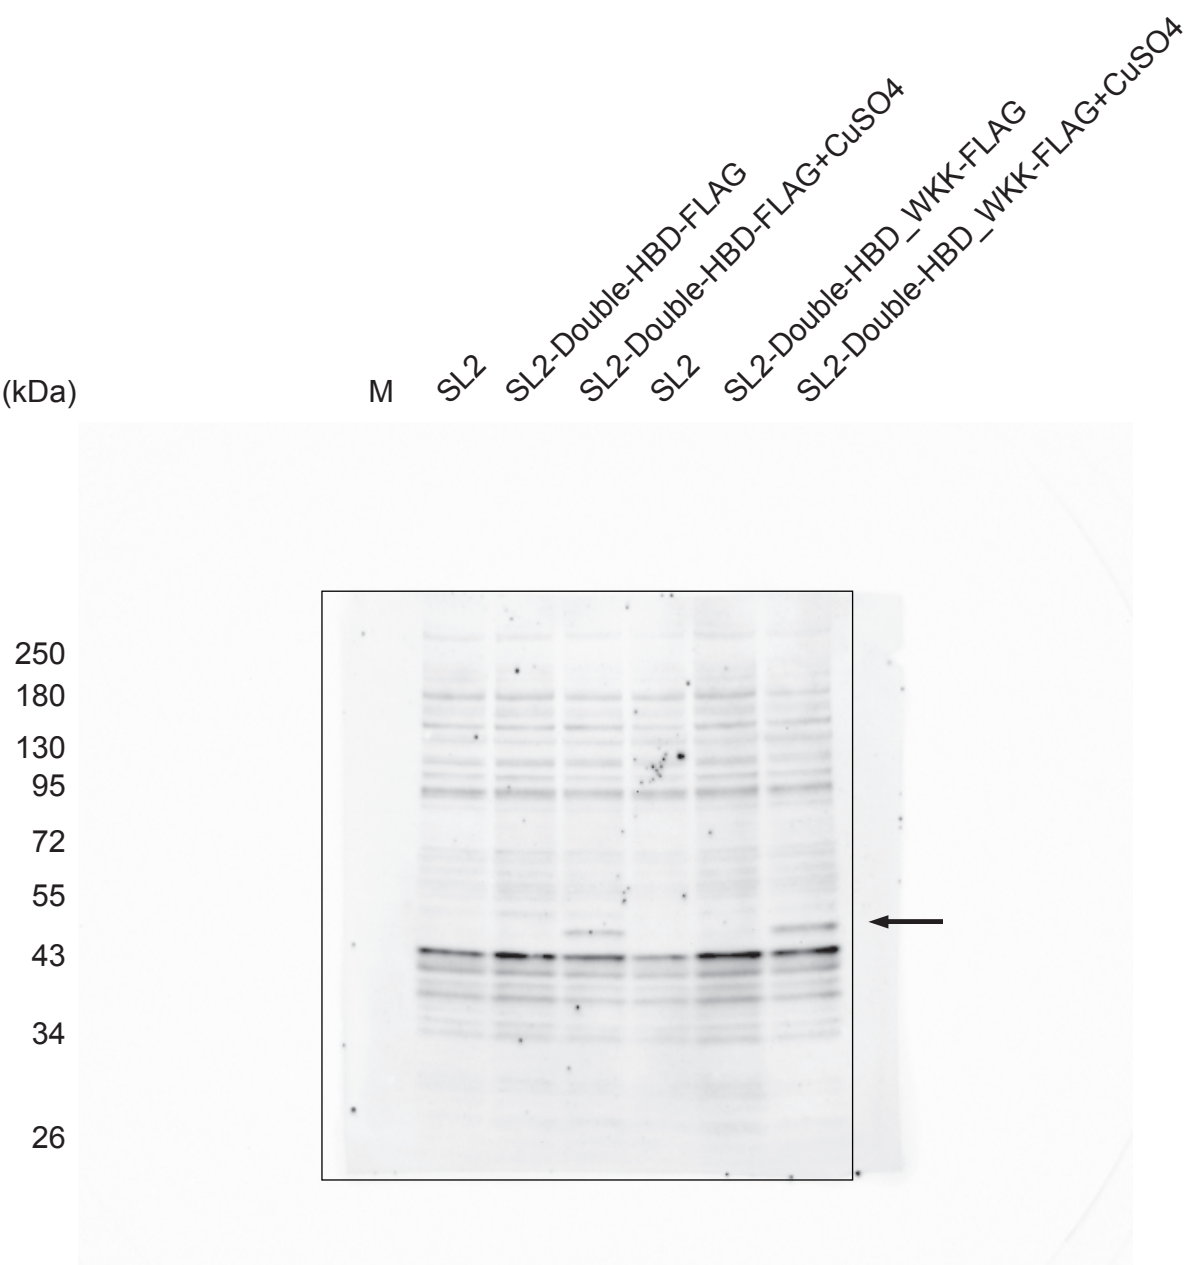 (kDa)
M
SL2
SL2-Double-HBD-FLAG
SL2-Double-HBD-FLAG+CuSO4
SL2
SL2-Double-HBD_WKK-FLAG
SL2-Double-HBD_WKK-FLAG+CuSO4
250
180
130
95
72
55
43
34
26